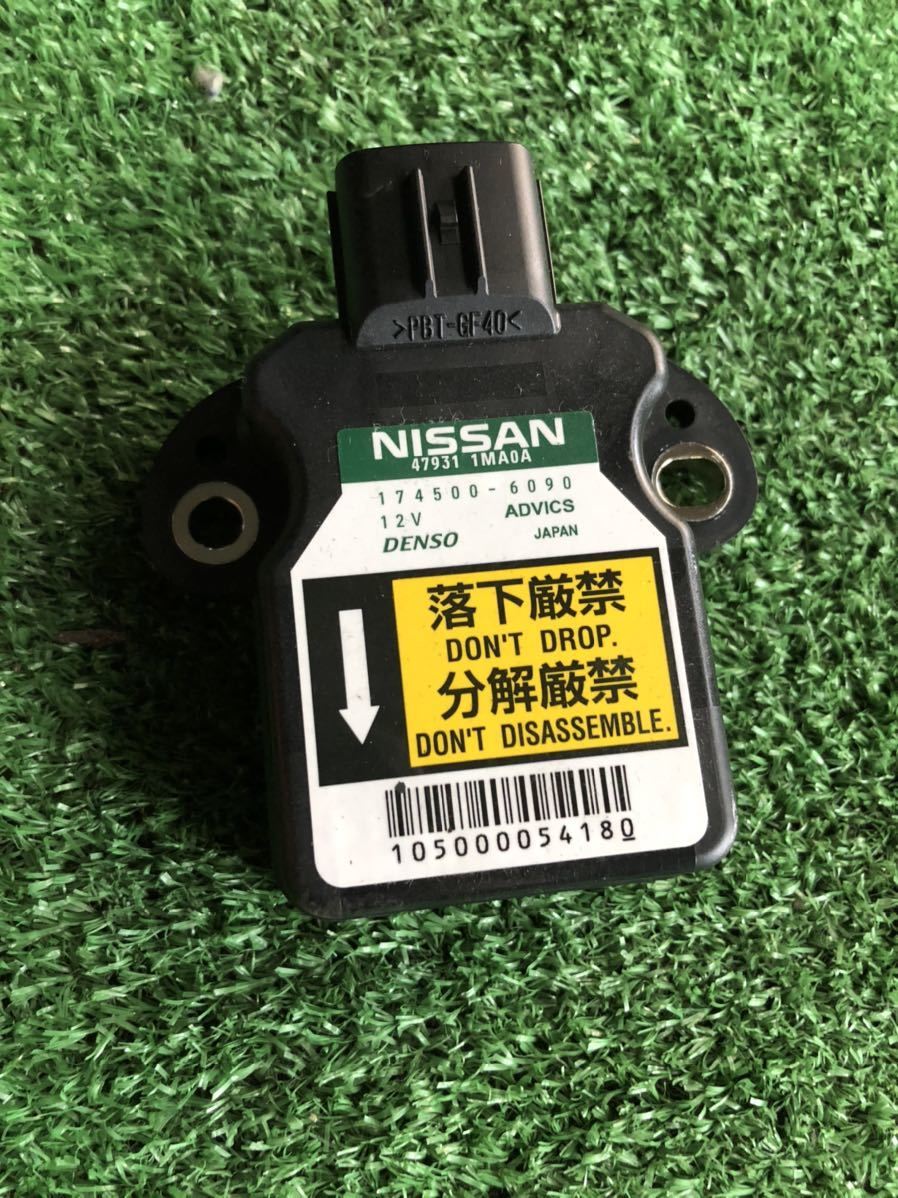 >PBT-GF40<
NISSAN
47931 1MA0A
174500-6090
12V ADVICS
DENSO JAPAN
落下厳禁
DON'T DROP.
分解厳禁
DON'T DISASSEMBLE.
105000054180